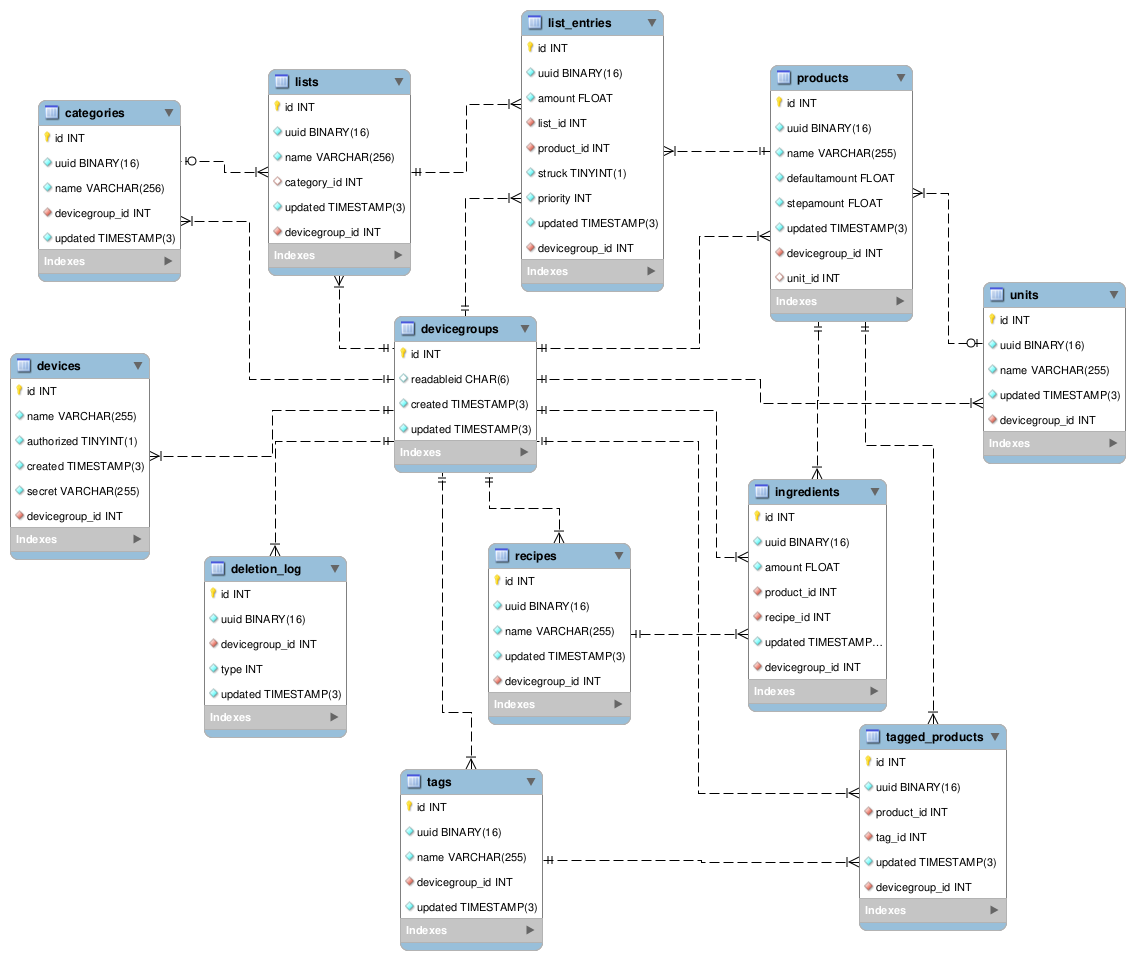 list_entries
id INT
uuid BINARY(16)
amount FLOAT
list_id INT
product_id INT
struck TINYINT(1)
priority INT
updated TIMESTAMP(3)
devicegroup_id INT
Indexes
lists
id INT
uuid BINARY(16)
name VARCHAR(256)
category_id INT
updated TIMESTAMP(3)
devicegroup_id INT
Indexes
products
id INT
uuid BINARY(16)
name VARCHAR(255)
defaultamount FLOAT
stepamount FLOAT
updated TIMESTAMP(3)
devicegroup_id INT
unit_id INT
Indexes
categories
id INT
uuid BINARY(16)
name VARCHAR(256)
devicegroup_id INT
updated TIMESTAMP(3)
Indexes
units
id INT
uuid BINARY(16)
name VARCHAR(255)
updated TIMESTAMP(3)
devicegroup_id INT
Indexes
devicegroups
id INT
readableid CHAR(6)
created TIMESTAMP(3)
updated TIMESTAMP(3)
Indexes
devices
id INT
name VARCHAR(255)
authorized TINYINT(1)
created TIMESTAMP(3)
secret VARCHAR(255)
devicegroup_id INT
Indexes
ingredients
id INT
uuid BINARY(16)
amount FLOAT
product_id INT
recipe_id INT
updated TIMESTAMP...
devicegroup_id INT
Indexes
recipes
id INT
uuid BINARY(16)
name VARCHAR(255)
updated TIMESTAMP(3)
devicegroup_id INT
Indexes
deletion_log
id INT
uuid BINARY(16)
devicegroup_id INT
type INT
updated TIMESTAMP(3)
Indexes
tagged_products
id INT
uuid BINARY(16)
product_id INT
tag_id INT
updated TIMESTAMP(3)
devicegroup_id INT
Indexes
tags
id INT
uuid BINARY(16)
name VARCHAR(255)
devicegroup_id INT
updated TIMESTAMP(3)
Indexes